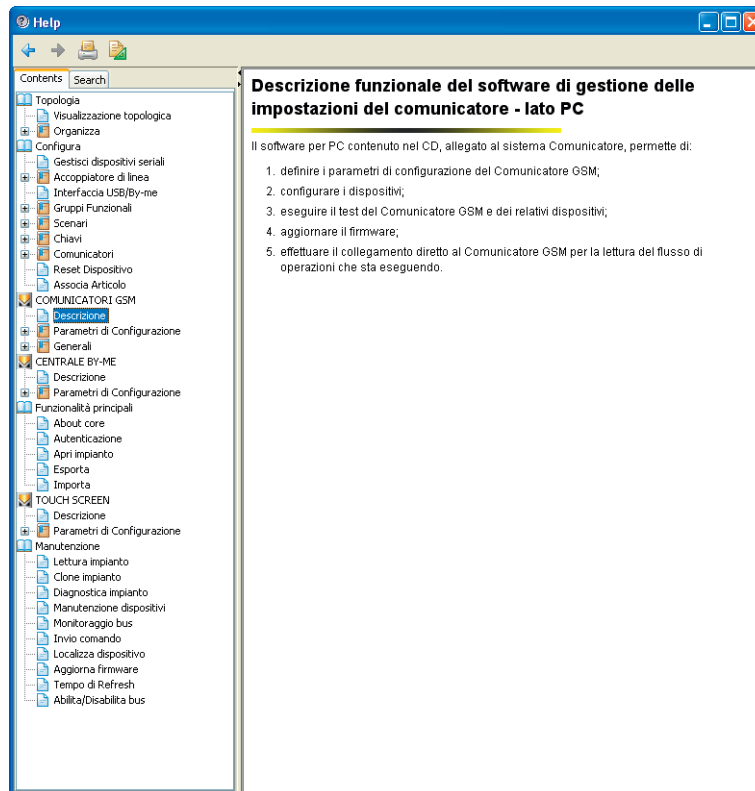 Help
Contents
Search
Topologia
Visualizzazione topologica
Organizza
Configura
Gestisci dispositivi seriali
Accoppiatore di linea
Interfaccia USB/By-me
Gruppi Funzionali
Scenari
Chiavi
Comunicatori
Reset Dispositivo
Associa Articolo
COMUNICATORI GSM
Descrizione
Parametri di Configurazione
Generali
CENTRALE BY-ME
Descrizione
Parametri di Configurazione
Funzionalità principali
About core
Autenticazione
Apri impianto
Esporta
Importa
TOUCH SCREEN
Descrizione
Parametri di Configurazione
Manutenzione
Lettura impianto
Clone impianto
Diagnostica impianto
Manutenzione dispositivi
Monitoraggio bus
Invio comando
Localizza dispositivo
Aggiorna firmware
Tempo di Refresh
Abilita/Disabilita bus
Descrizione funzionale del software di gestione delle
impostazioni del comunicatore - lato PC
Il software per PC contenuto nel CD, allegato al sistema Comunicatore, permette di:
1. definire i parametri di configurazione del Comunicatore GSM;
2. configurare i dispositivi;
3. eseguire il test del Comunicatore GSM e dei relativi dispositivi;
4. aggiornare il firmware;
5. effettuare il collegamento diretto al Comunicatore GSM per la lettura del flusso di
operazioni che sta eseguendo.